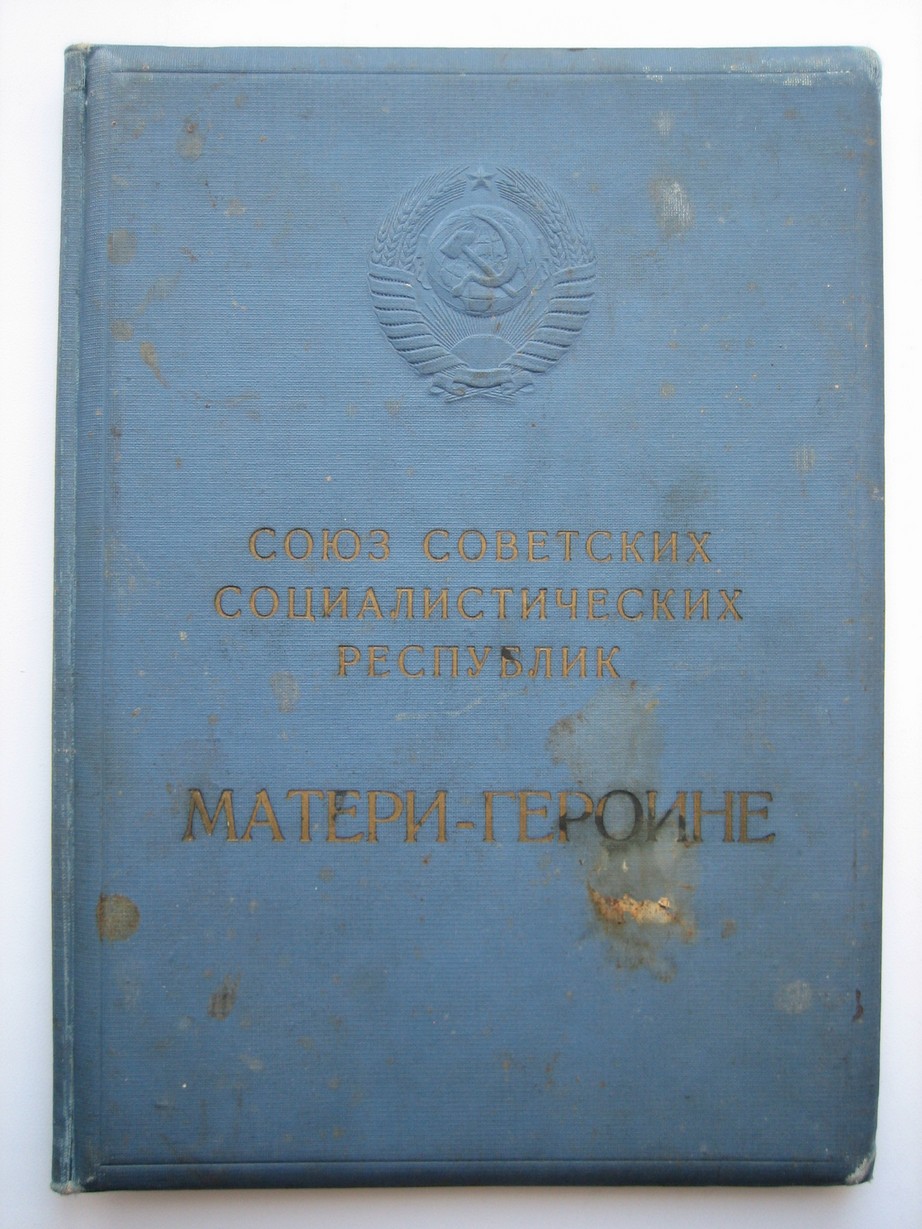 СОЮЗ СОВЕТСКИХ
СОЦИАЛИСТИЧЕСКИХ
РЕСПУБЛИК
МАТЕРИ-ГЕРОИНЕ